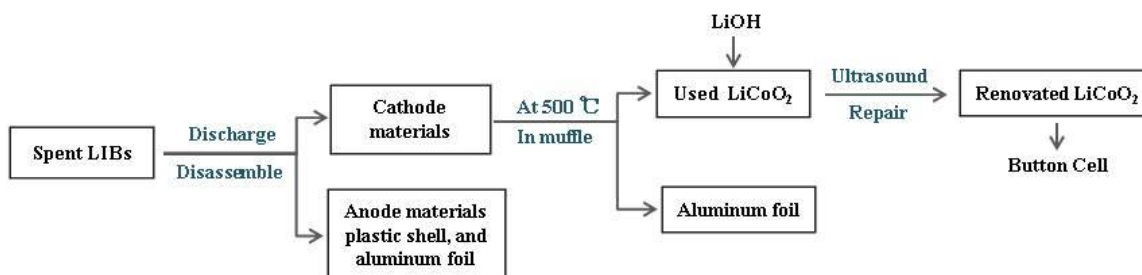 Spent LIBs
Discharge
Disassemble
Cathode
materials
Anode materials
plastic shell, and
aluminum foil
At 500 ℃
In muffle
LiOH
Used LiCoO₂
Aluminum foil
Ultrasound
Repair
Renovated LiCoO₂
Button Cell